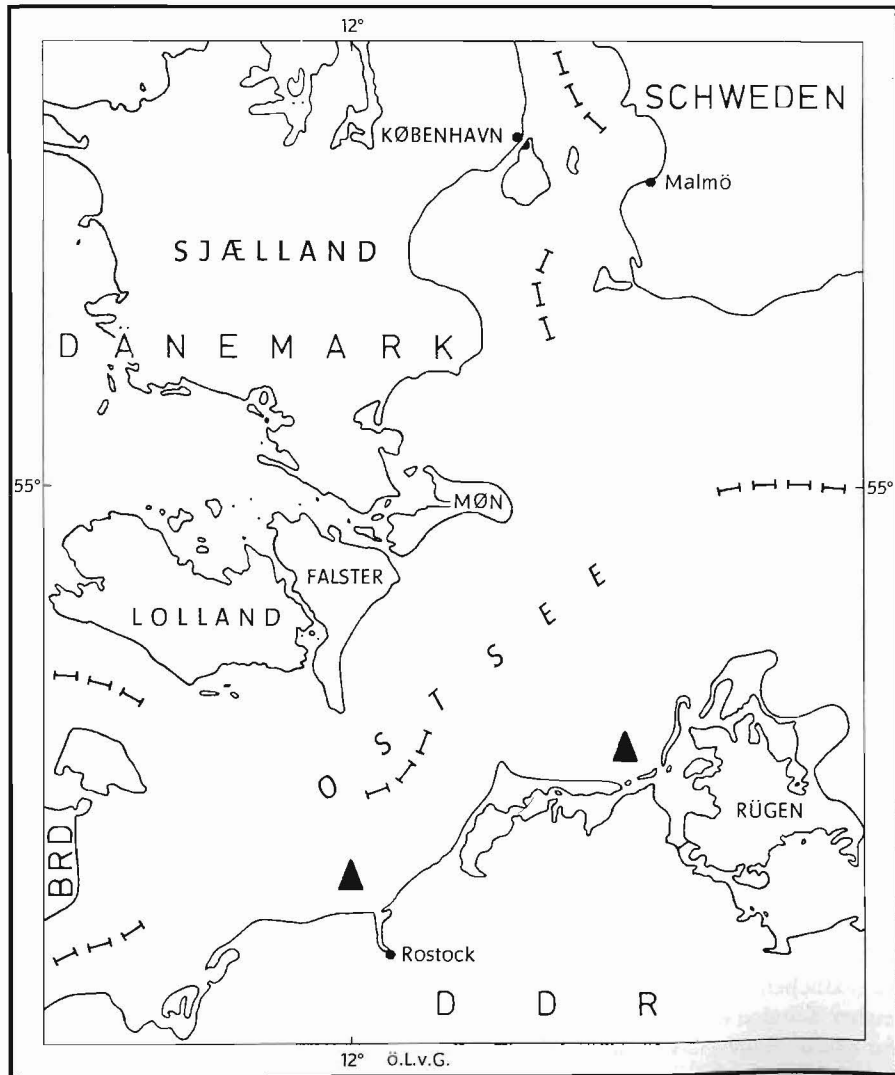 12°
SCHWEDEN
KØBENHAVN
Malmö
SJÆLLAND
DÄNEMARK
55°
55°
MØN
FALSTER
LOLLAND
OSTSEE
RÜGEN
BRD
Rostock
DDR
12°
ö.L.v.G.